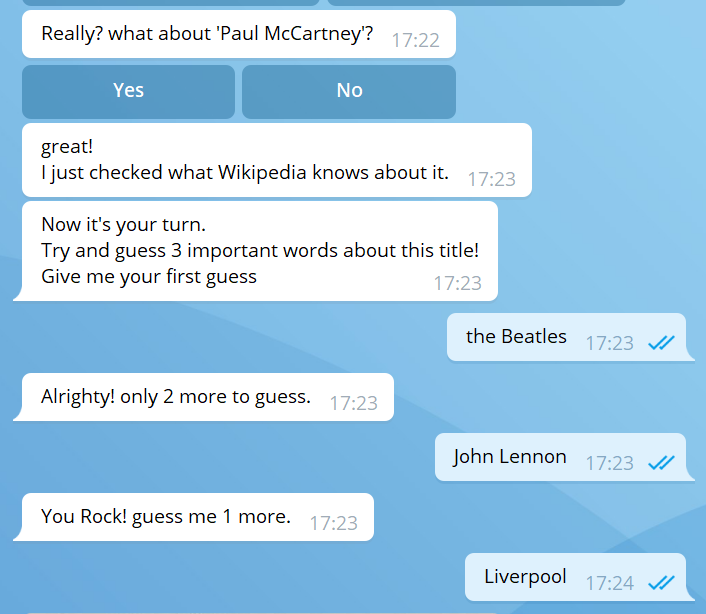 Really? what about 'Paul McCartney'? 17:22
Yes No
great!
I just checked what Wikipedia knows about it. 17:23
Now it's your turn.
Try and guess 3 important words about this title!
Give me your first guess 17:23
the Beatles 17:23
Alrighty! only 2 more to guess. 17:23
John Lennon 17:23
You Rock! guess me 1 more. 17:23
Liverpool 17:24